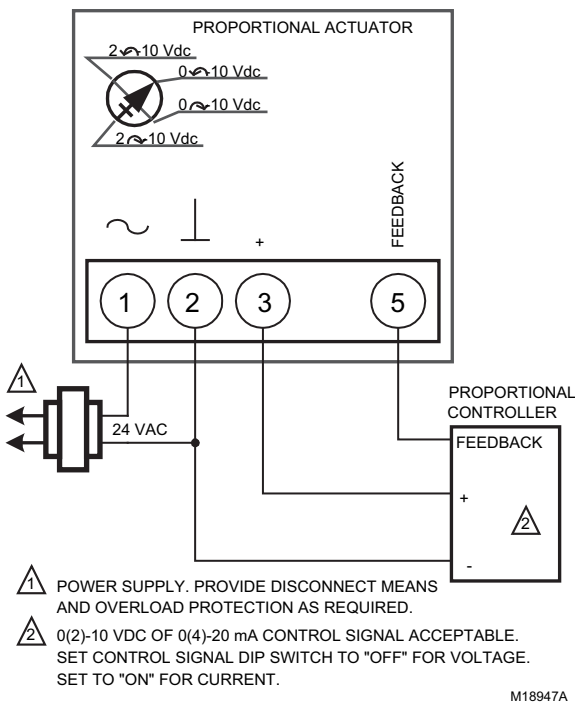 PROPORTIONAL ACTUATOR
2 ↶ 10 Vdc
0 ↶ 10 Vdc
0 ↷ 10 Vdc
2 ↷ 10 Vdc
FEEDBACK
+
1 2 3 5
1
24 VAC
PROPORTIONAL
CONTROLLER
FEEDBACK
+
2
-
1 POWER SUPPLY. PROVIDE DISCONNECT MEANS
AND OVERLOAD PROTECTION AS REQUIRED.
2 0(2)-10 VDC OF 0(4)-20 mA CONTROL SIGNAL ACCEPTABLE.
SET CONTROL SIGNAL DIP SWITCH TO "OFF" FOR VOLTAGE.
SET TO "ON" FOR CURRENT.
M18947A